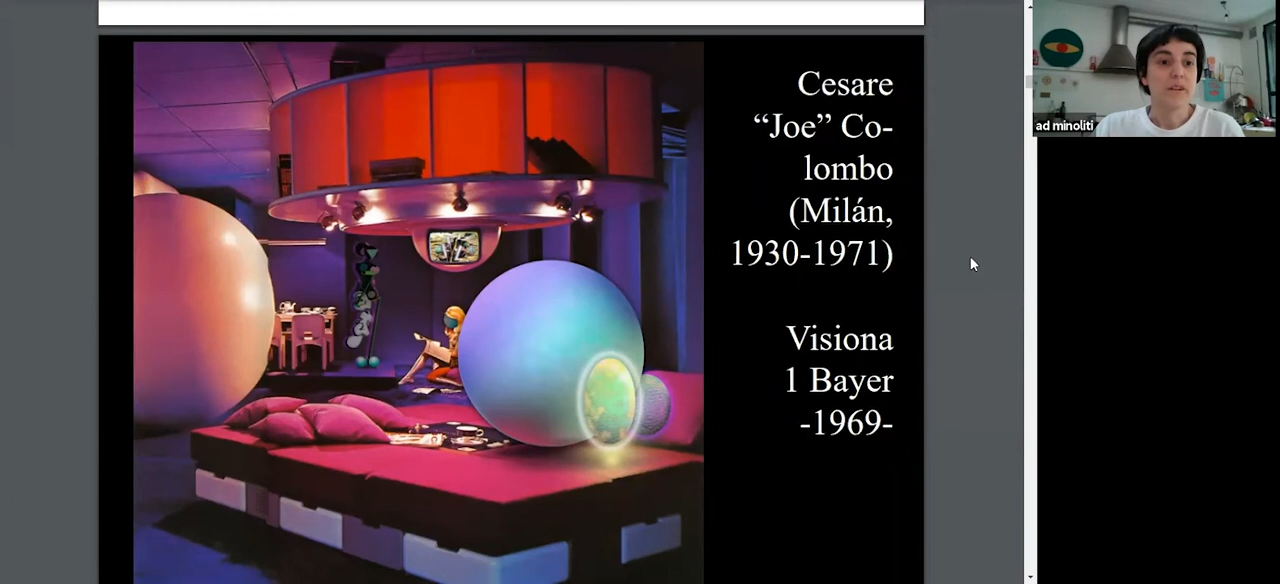 Cesare
“Joe” Co-
lombo
(Milán,
1930-1971)
Visiona
1 Bayer
-1969-
ad minoliti